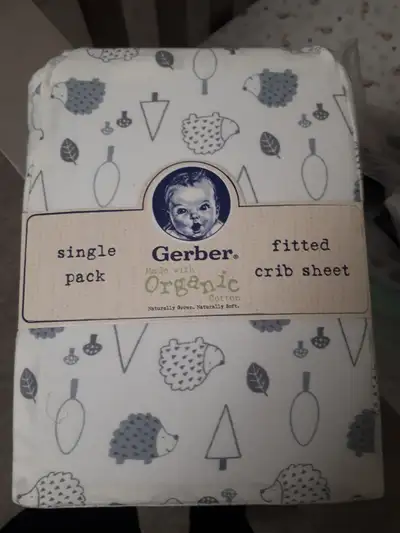 single
pack
Gerber®
Made with
Organic
Cotton
Naturally Grown. Naturally Soft.
fitted
crib sheet